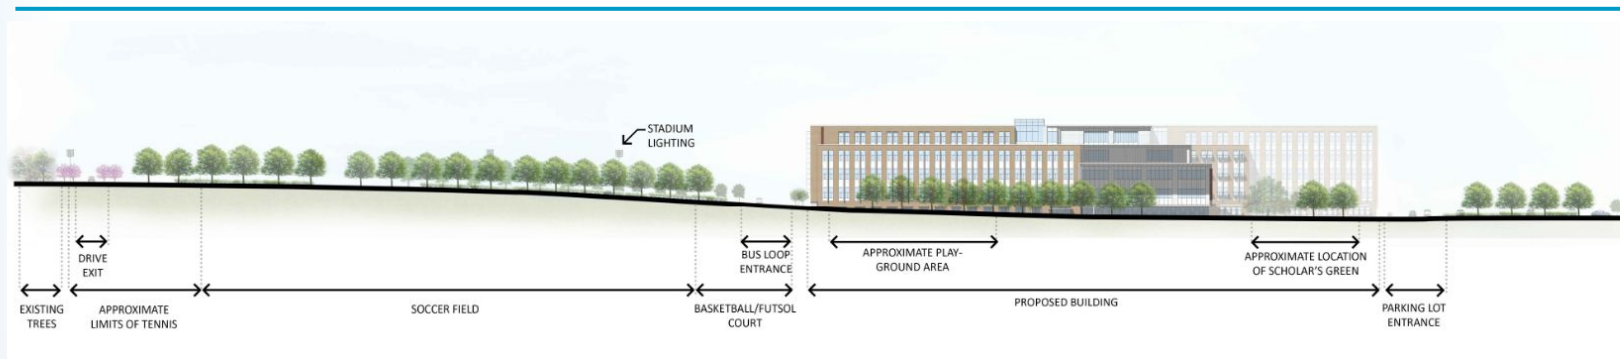 STADIUM
LIGHTING
DRIVE
EXIT
BUS LOOP
ENTRANCE
APPROXIMATE PLAY-
GROUND AREA
APPROXIMATE LOCATION
OF SCHOLAR'S GREEN
EXISTING
TREES
APPROXIMATE
LIMITS OF TENNIS
SOCCER FIELD
BASKETBALL/FUTSOL
COURT
PROPOSED BUILDING
PARKING LOT
ENTRANCE